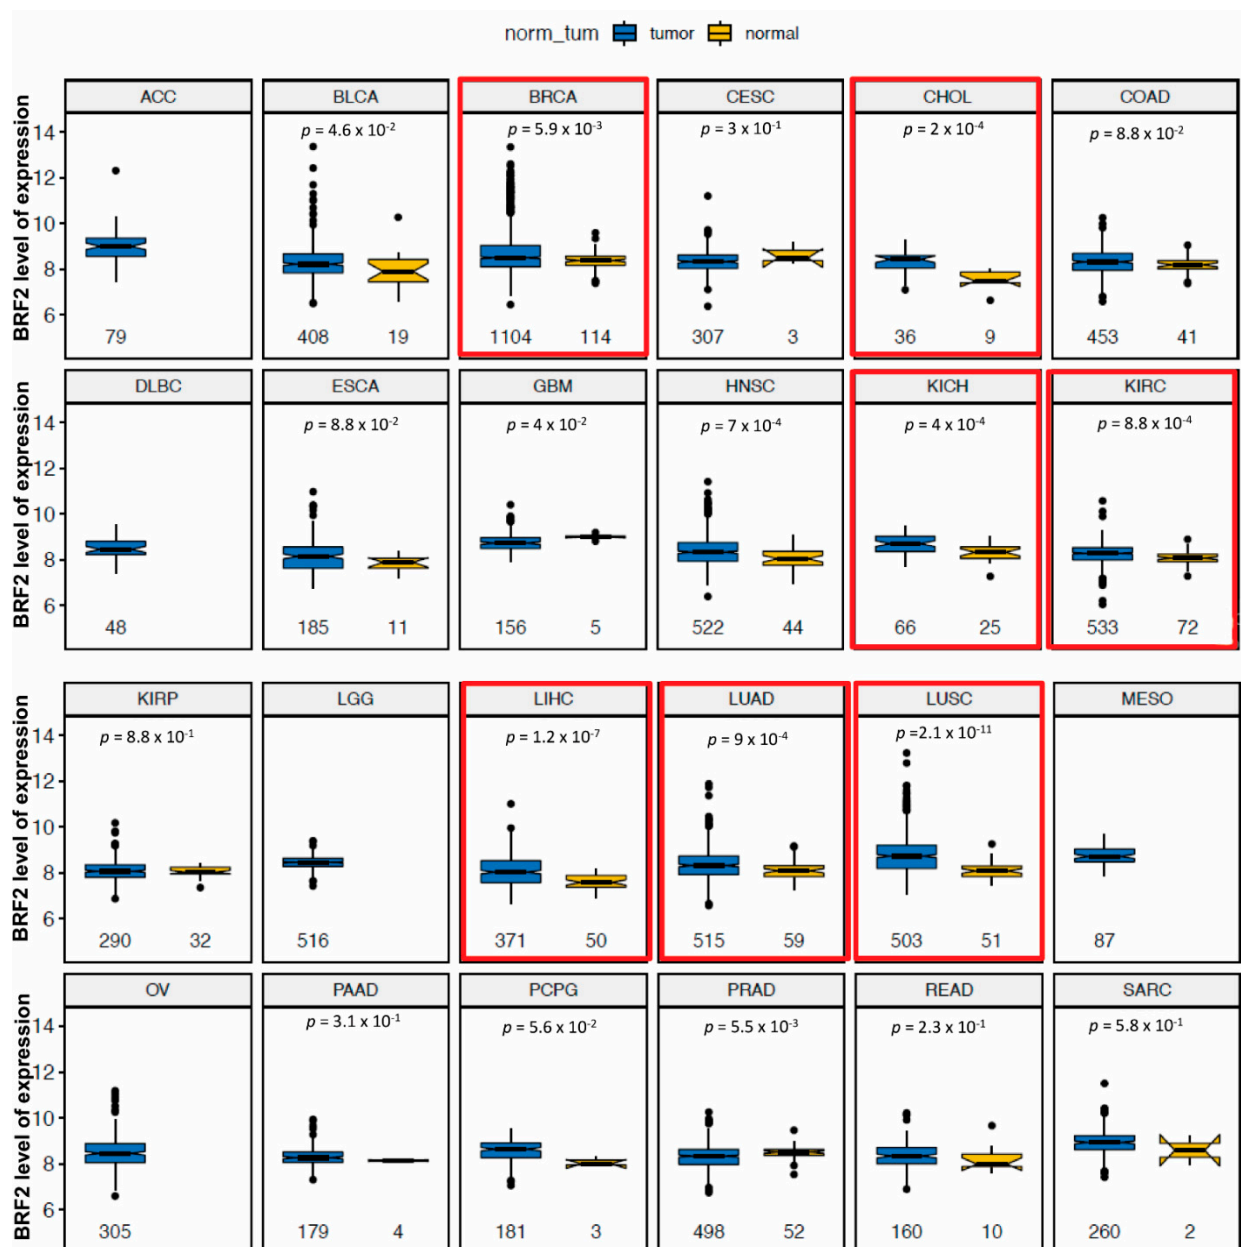 norm_tum tumor normal
ACC BLCA BRCA CESC CHOL COAD
p = 4.6 x 10-2 p = 5.9 x 10-3 p = 3 x 10-1 p = 2 x 10-4 p = 8.8 x 10-2
BRF2 level of expression
14
12
10
8
6
79 408 19 1104 114 307 3 36 9 453 41
DLBC ESCA GBM HNSC KICH KIRC
p = 8.8 x 10-2 p = 4 x 10-2 p = 7 x 10-4 p = 4 x 10-4 p = 8.8 x 10-4
BRF2 level of expression
14
12
10
8
6
48 185 11 156 5 522 44 66 25 533 72
KIRP LGG LIHC LUAD LUSC MESO
p = 8.8 x 10-1 p = 1.2 x 10-7 p = 9 x 10-4 p =2.1 x 10-11
BRF2 level of expression
14
12
10
8
6
290 32 516 371 50 515 59 503 51 87
OV PAAD PCPG PRAD READ SARC
p = 3.1 x 10-1 p = 5.6 x 10-2 p = 5.5 x 10-3 p = 2.3 x 10-1 p = 5.8 x 10-1
BRF2 level of expression
14
12
10
8
6
305 179 4 181 3 498 52 160 10 260 2